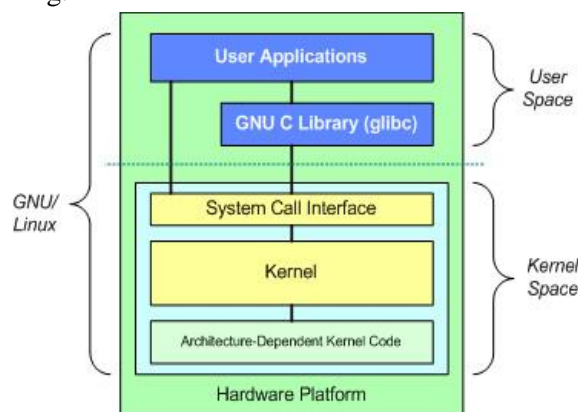 User Applications
GNU C Library (glibc)
User
Space
GNU/
Linux
System Call Interface
Kernel
Kernel
Space
Architecture-Dependent Kernel Code
Hardware Platform